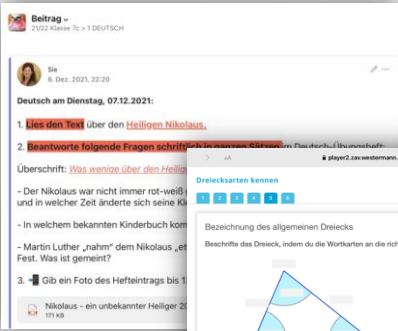 Beitrag
21/22 Klasse 7c > 1 DEUTSCH
Sie
6. Dez. 2021, 22:20
Deutsch am Dienstag, 07.12.2021:
1. Lies den Text über den Heiligen Nikolaus.
2. Beantworte folgende Fragen schriftlich in ganzen Sätzen im Deutsch-Übungsheft:
Überschrift: Was wenige über den Heilig
- Der Nikolaus war nicht immer rot-weiß
und in welcher Zeit änderte sich seine Kl
- In welchem bekannten Kinderbuch kom
- Martin Luther „nahm“ dem Nikolaus „et
Fest. Was ist gemeint?
3. Gib ein Foto des Hefteintrags bis 1
Nikolaus - ein unbekannter Heiliger 20
171 KB
AA
player2.zav.westermann.
Dreiecksarten kennen
1 2 3 4 5 6
Bezeichnung des allgemeinen Dreiecks
Beschrifte das Dreieck, indem du die Wortkarten an die rich